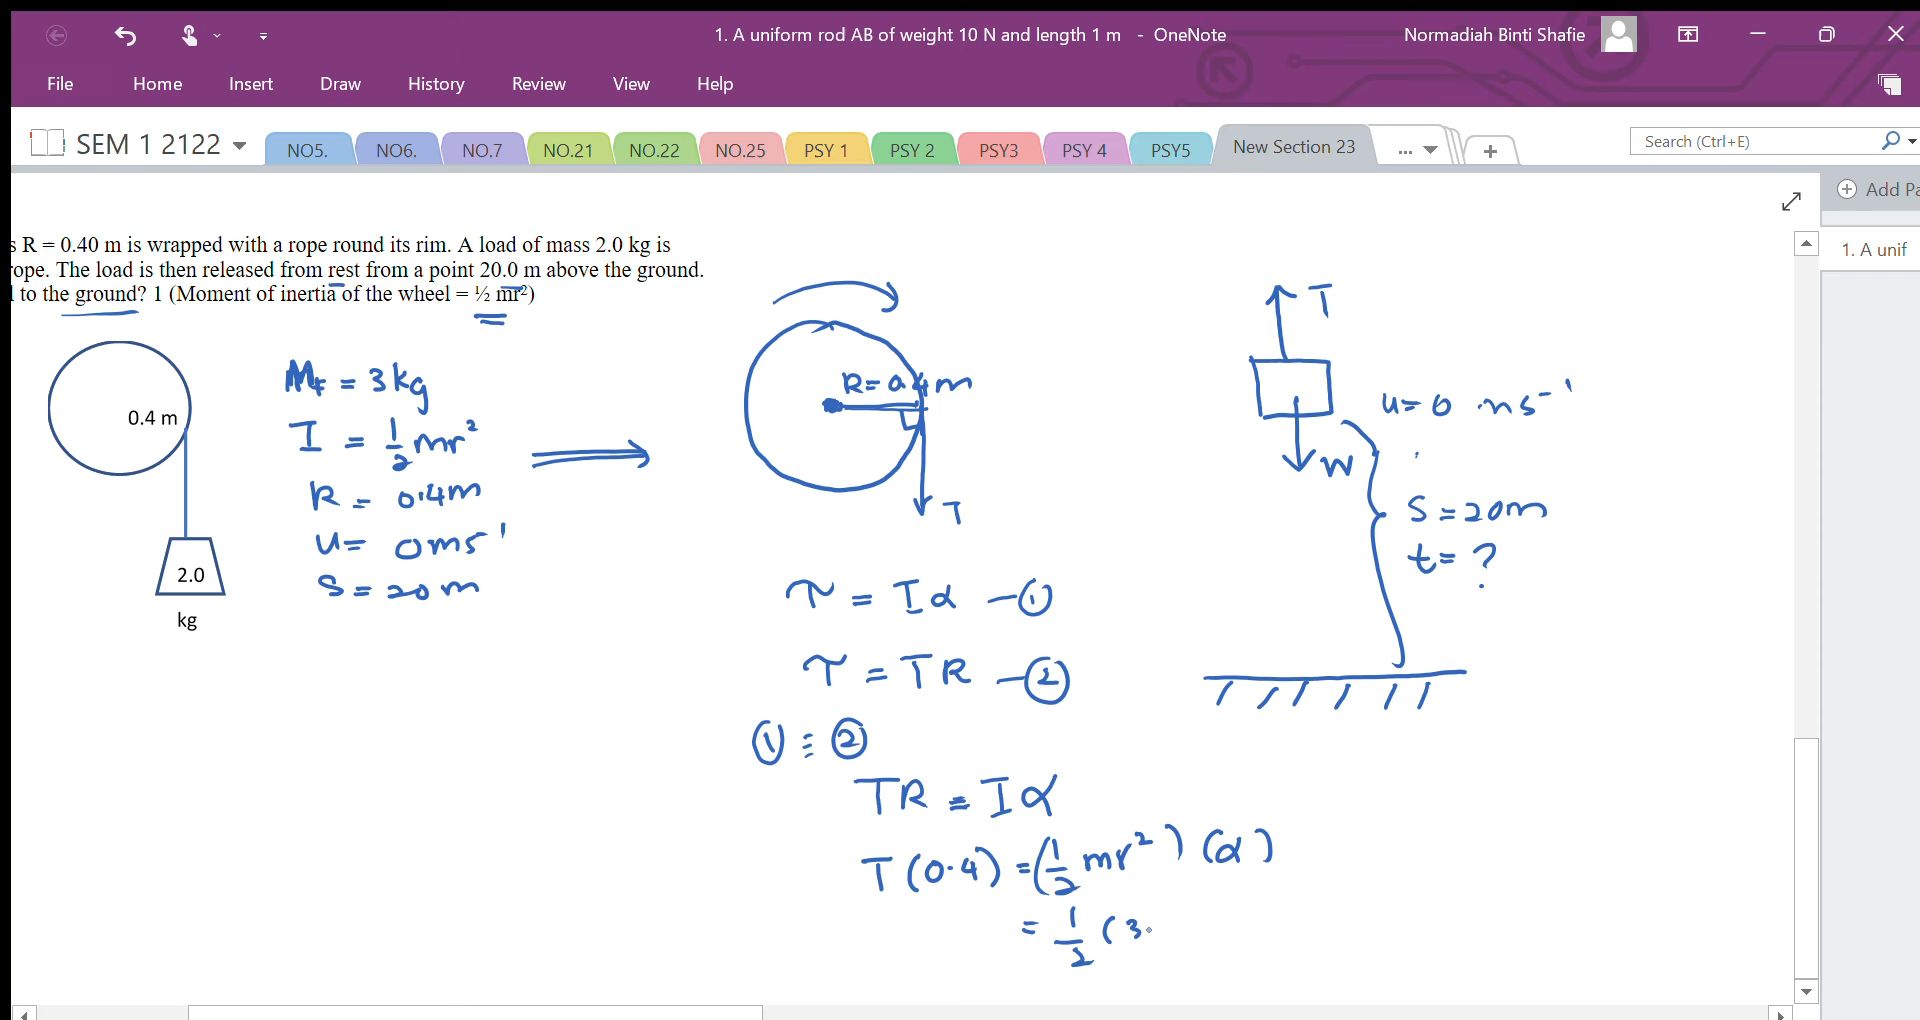 1. A uniform rod AB of weight 10 N and length 1 m - OneNote
Normadiah Binti Shafie
File Home Insert Draw History Review View Help
SEM 1 2122
NO5. NO6. NO.7 NO.21 NO.22 NO.25 PSY 1 PSY 2 PSY3 PSY 4 PSY5 New Section 23 ... +
Search (Ctrl+E)
Add Pa
1. A unif
s R = 0.40 m is wrapped with a rope round its rim. A load of mass 2.0 kg is
ope. The load is then released from rest from a point 20.0 m above the ground.
l to the ground? 1 (Moment of inertia of the wheel = ½ mr²)
0.4 m
2.0
kg
= 3kg
I = 1/2 mr²
R = 0.4m
u = 0ms⁻¹
s = 20m
R = 0.4m
T
τ = Iα —①
τ = TR —②
① ≡ ②
TR = Iα
T(0.4) = (1/2 mr²)(α)
= 1/2 (3.
T
W
u = 0 ms⁻¹
S = 20m
t = ?